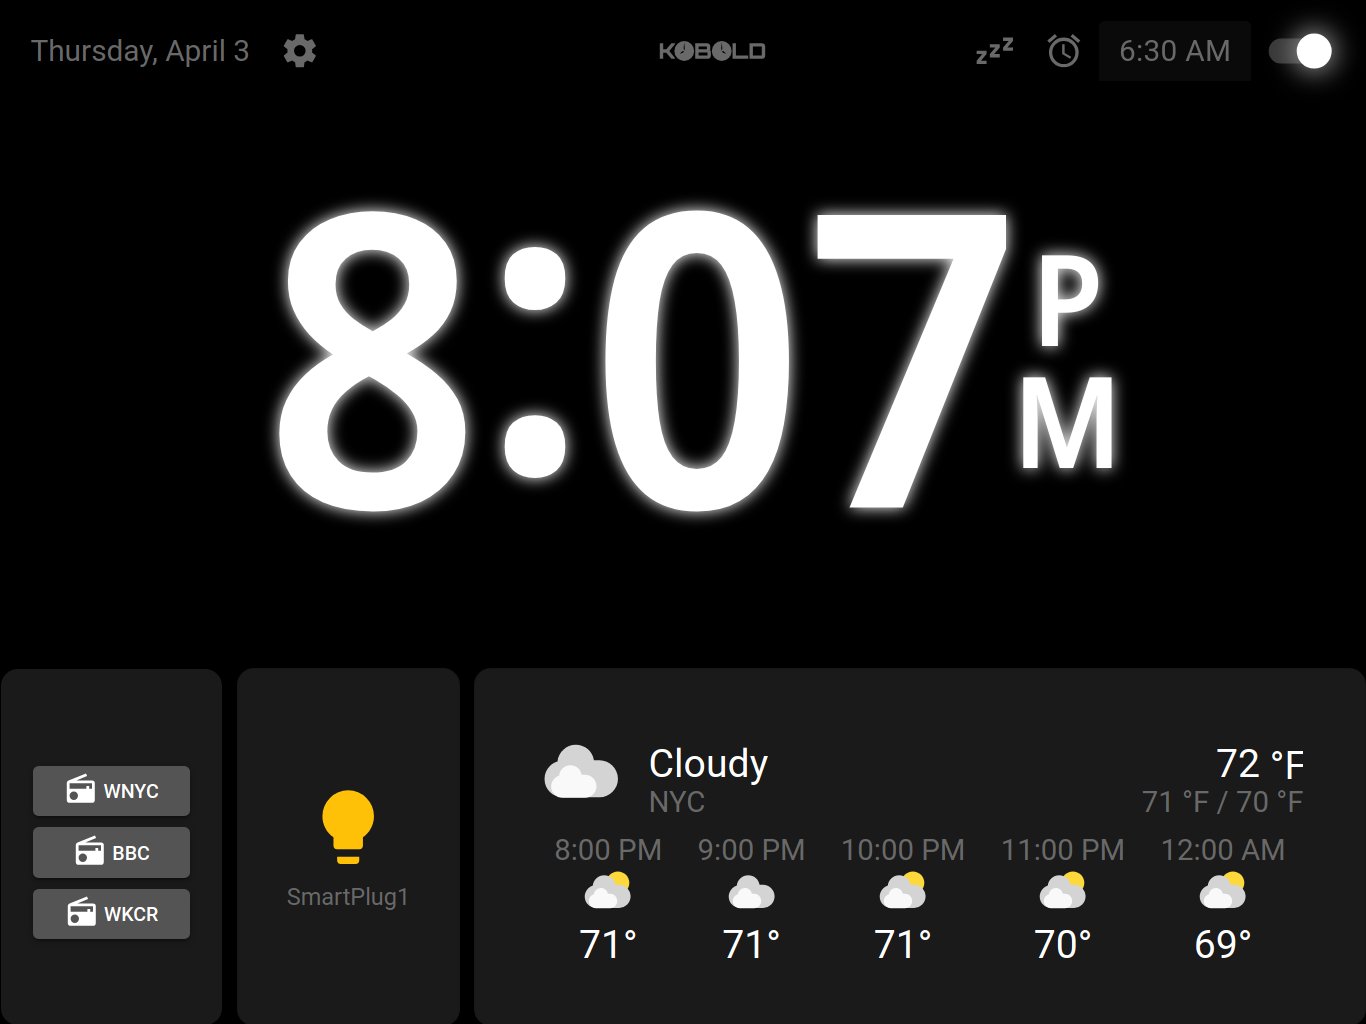 Thursday, April 3
KOBOLD
zzz
6:30 AM
8:07 PM
WNYC
BBC
WKCR
SmartPlug1
Cloudy
72 °F
NYC
71 °F / 70 °F
8:00 PM 9:00 PM 10:00 PM 11:00 PM 12:00 AM
71° 71° 71° 70° 69°